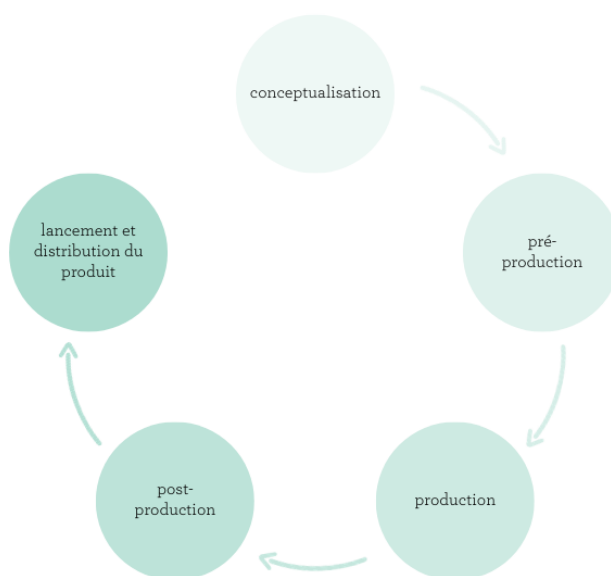 conceptualisation
pré-
production
production
post-
production
lancement et
distribution du
produit